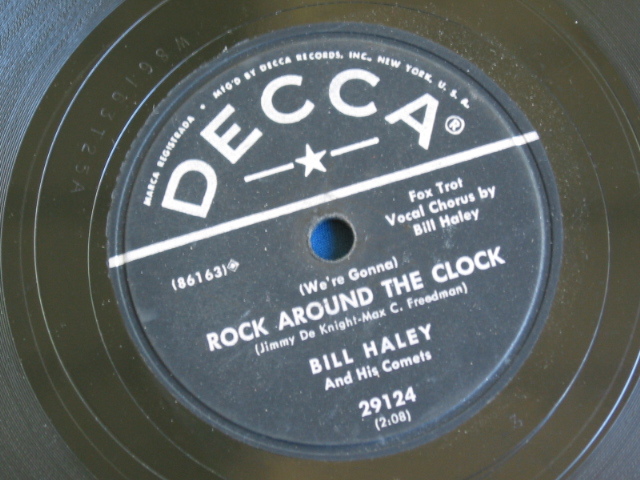 MARCA REGISTRADA • MF'D BY DECCA RECORDS, INC., NEW YORK, U. S. A.
DECCA®
Fox Trot
Vocal Chorus by
Bill Haley
(86163)
(We're Gonna)
ROCK AROUND THE CLOCK
(Jimmy De Knight-Max C. Freedman)
BILL HALEY
And His Comets
29124
(2:08)